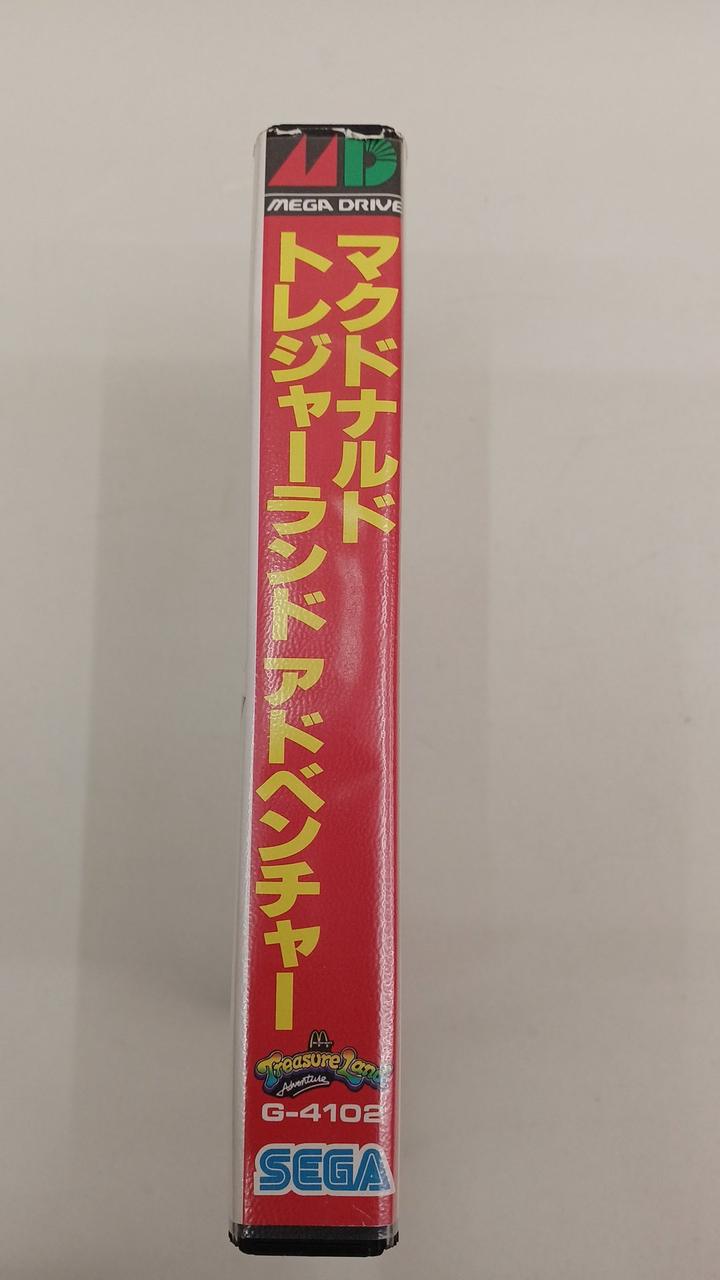 MD
MEGA DRIVE
マクドナルド
トレジャーランド アドベンチャー
Treasure Land
Adventure
G-4102
SEGA